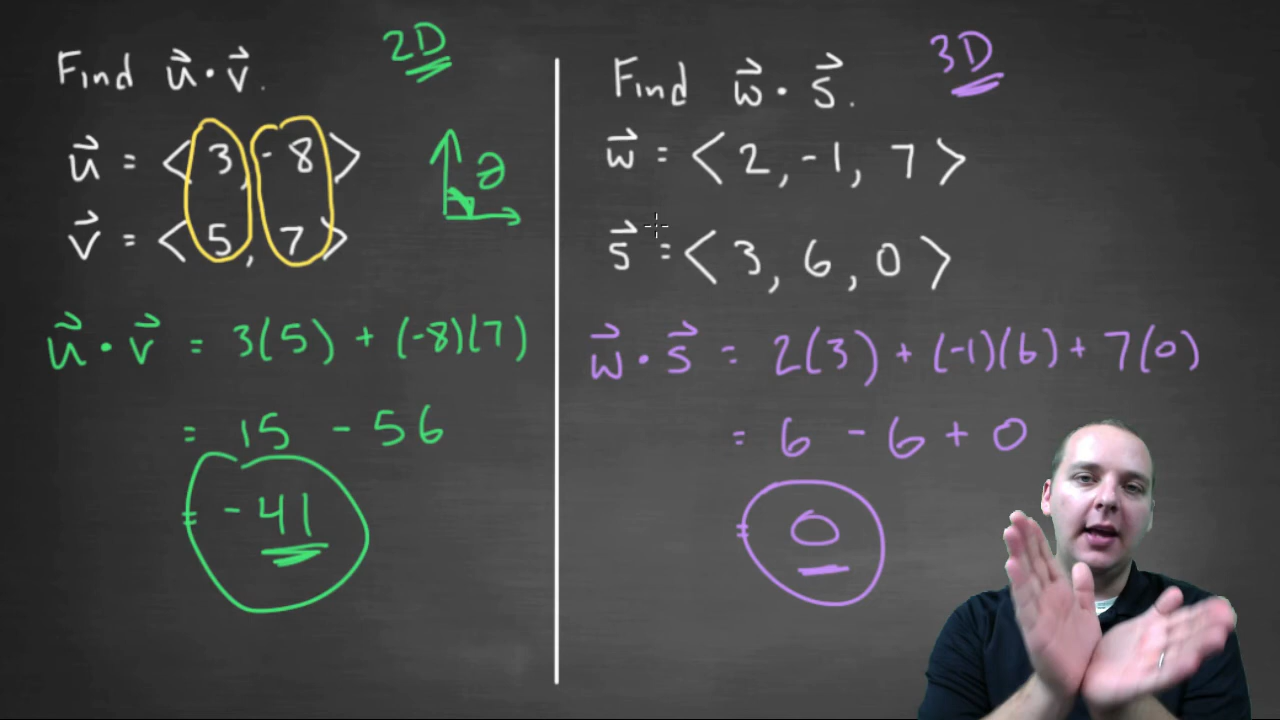 Find u⃗ · v⃗.
2D
u⃗ = <3, -8>
v⃗ = <5, 7>
u⃗ · v⃗ = 3(5) + (-8)(7)
= 15 - 56
= -41
Find w⃗ · s⃗.
3D
w⃗ = <2, -1, 7>
s⃗ = <3, 6, 0>
w⃗ · s⃗ = 2(3) + (-1)(6) + 7(0)
= 6 - 6 + 0
= 0